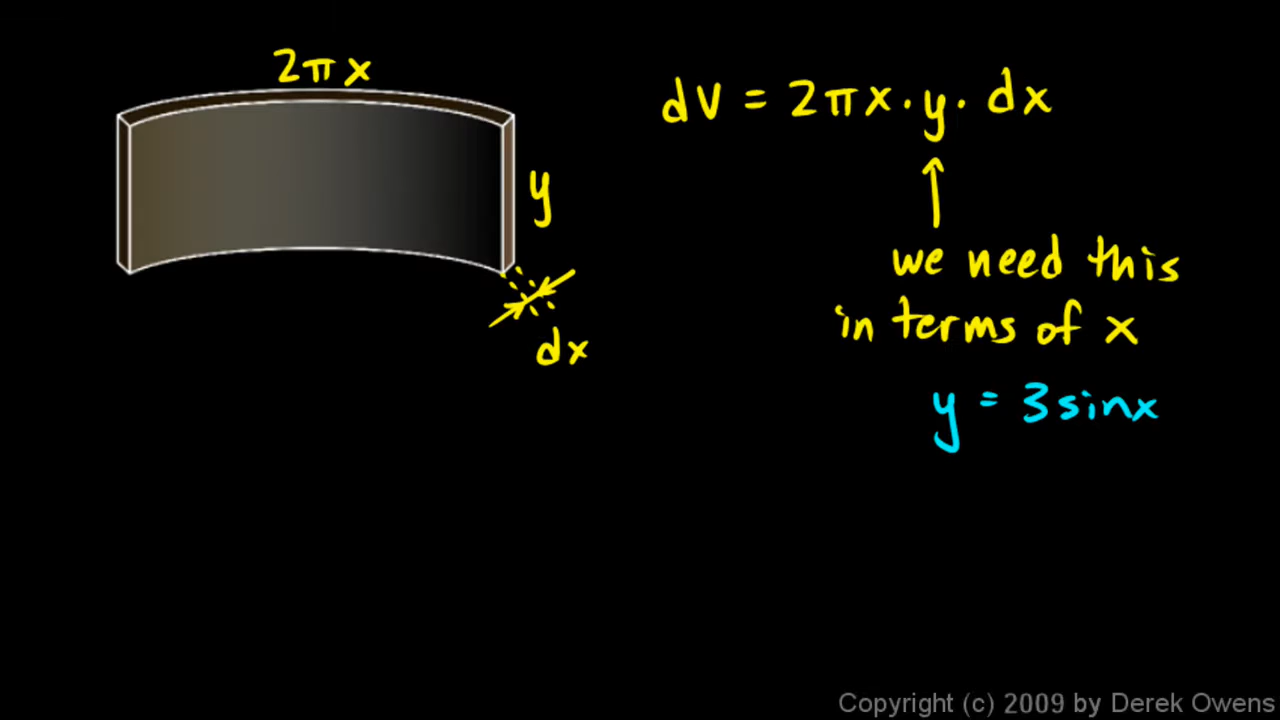 2πx
dV = 2πx · y · dx
y
we need this
in terms of x
dx
y = 3sinx
Copyright (c) 2009 by Derek Owens